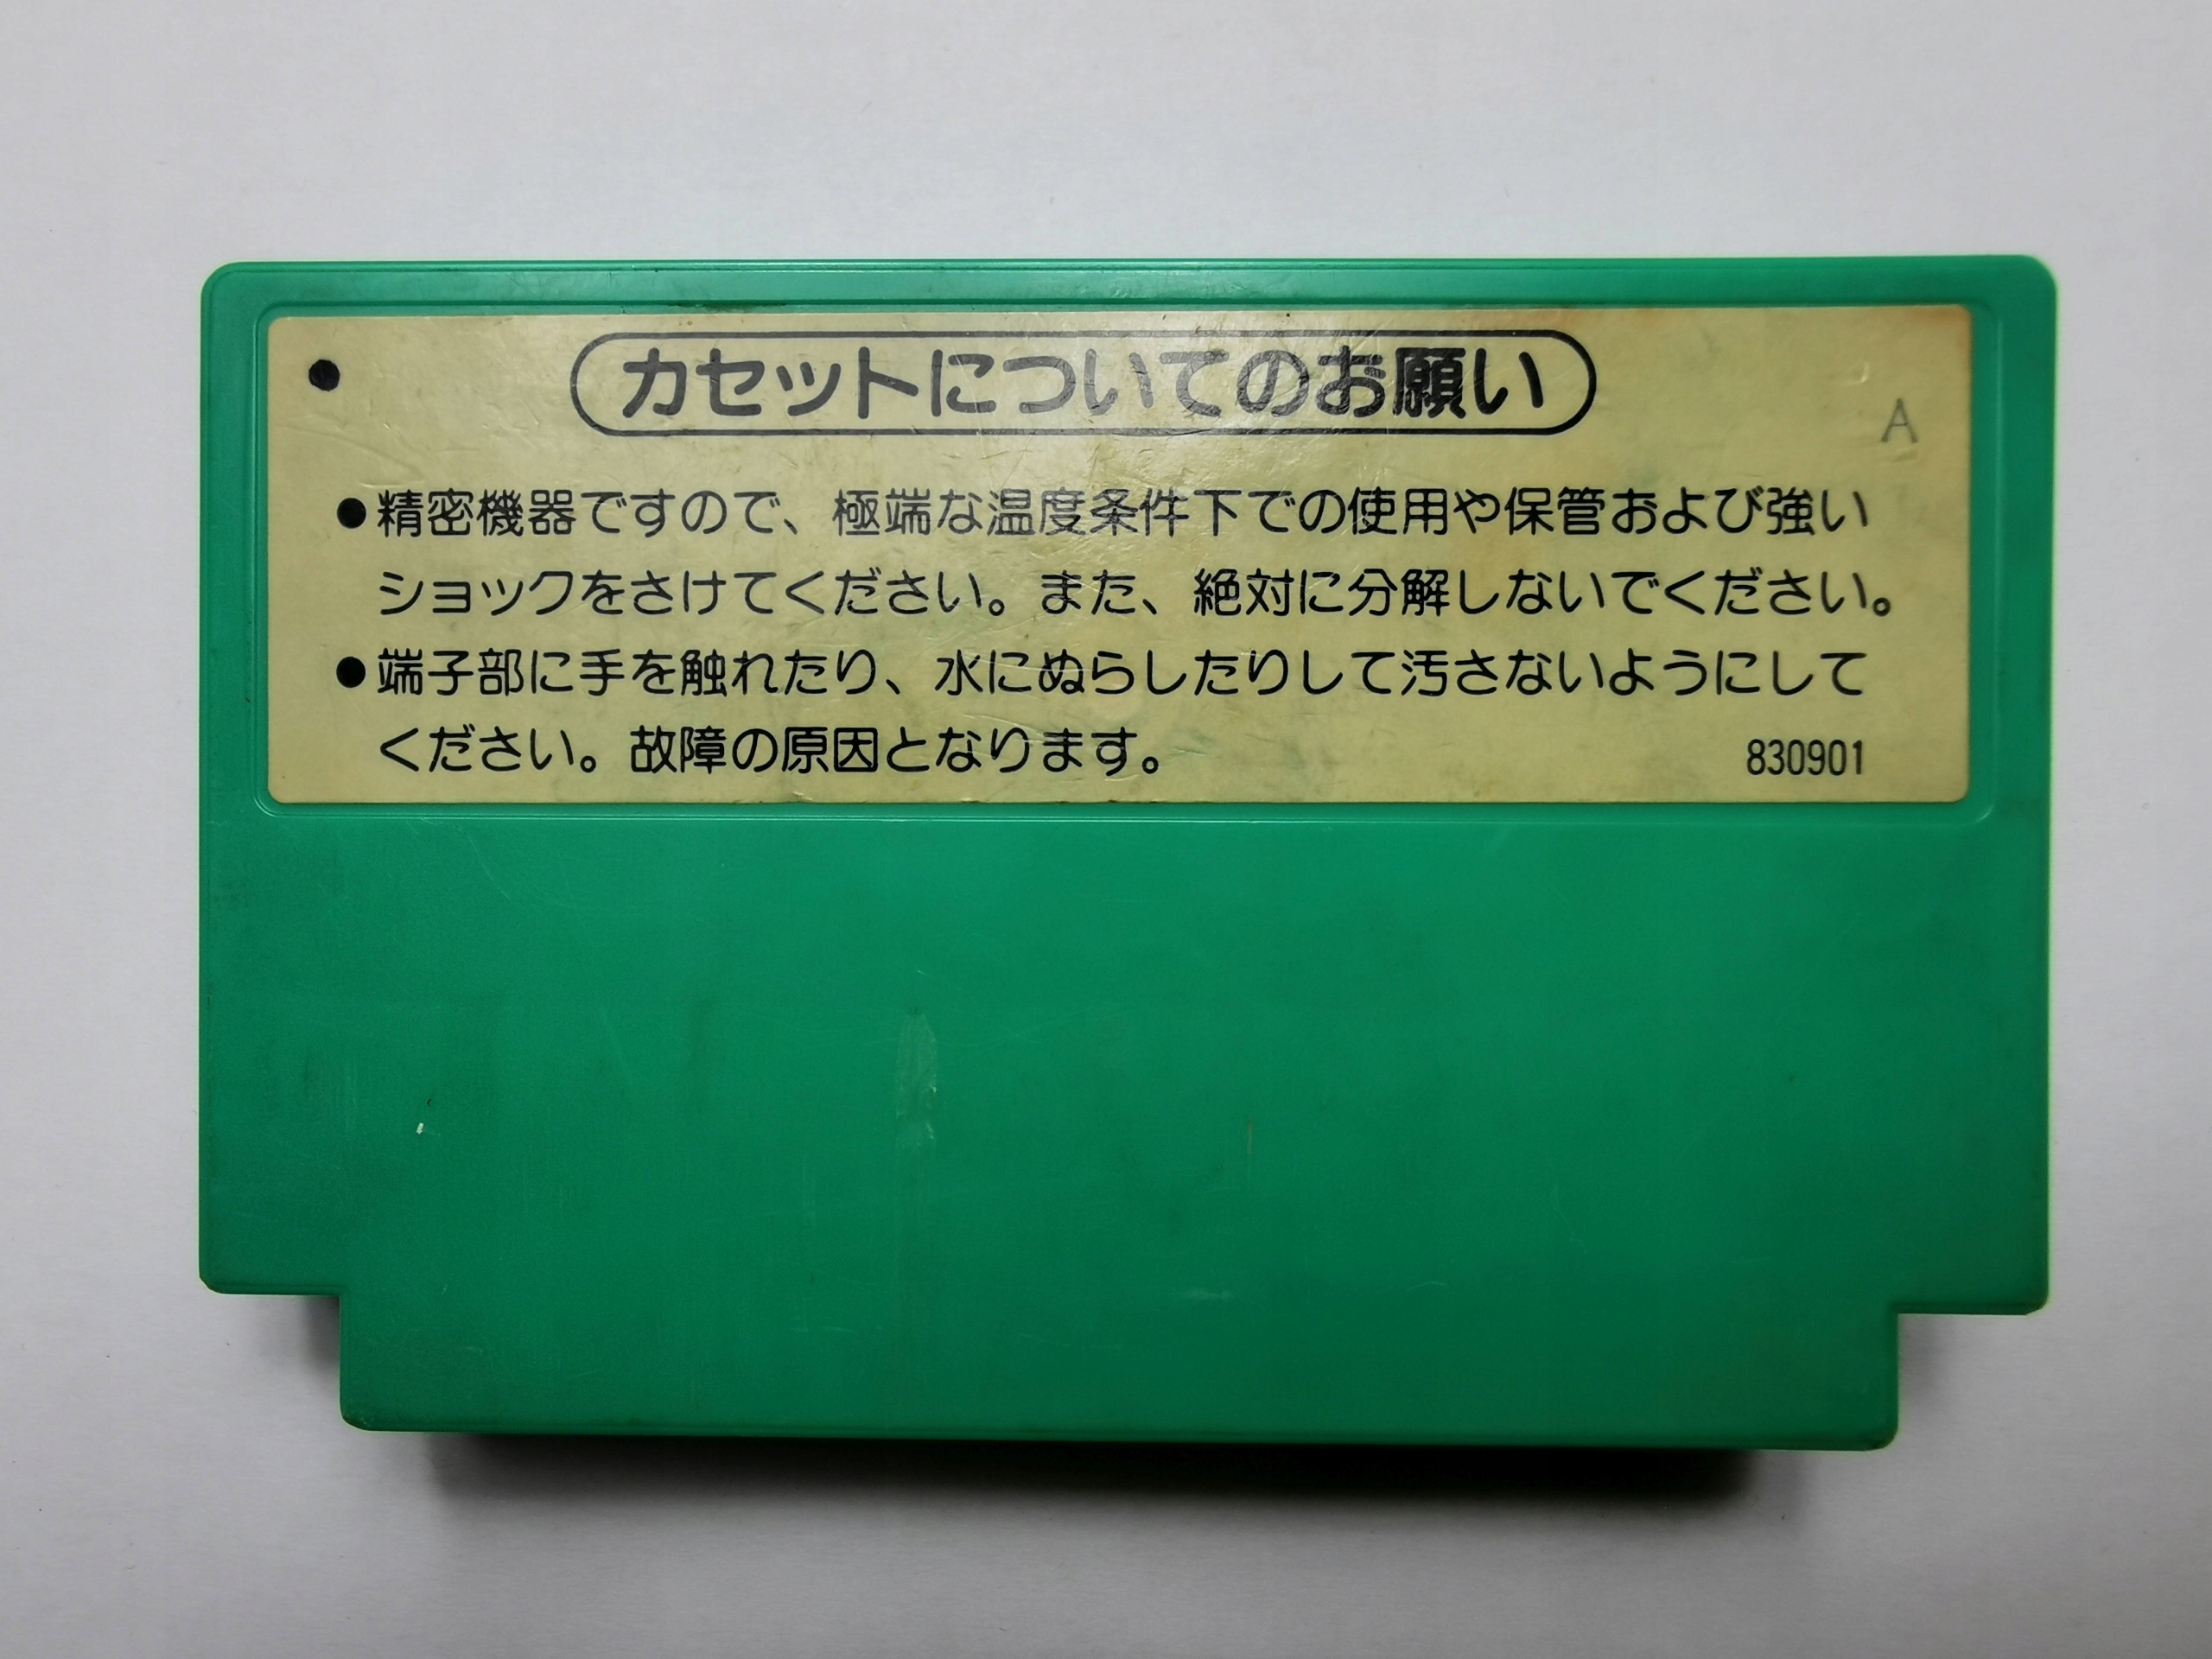 カセットについてのお願い
A
●精密機器ですので、極端な温度条件下での使用や保管および強い
ショックをさけてください。また、絶対に分解しないでください。
●端子部に手を触れたり、水にぬらしたりして汚さないようにして
ください。故障の原因となります。
830901